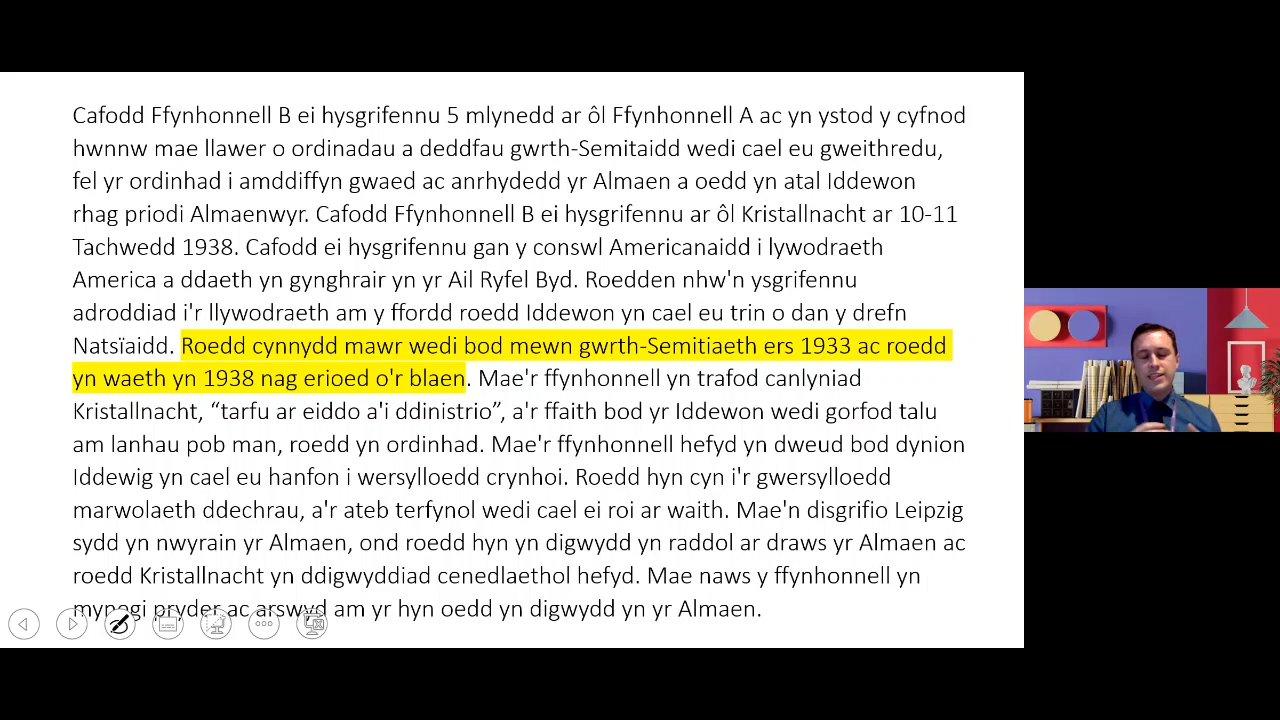 Cafodd Ffynhonnell B ei hysgrifennu 5 mlynedd ar ôl Ffynhonnell A ac yn ystod y cyfnod
hwnnw mae llawer o ordinadau a deddfau gwrth-Semitaidd wedi cael eu gweithredu,
fel yr ordinhad i amddiffyn gwaed ac anrhydedd yr Almaen a oedd yn atal Iddewon
rhag priodi Almaenwyr. Cafodd Ffynhonnell B ei hysgrifennu ar ôl Kristallnacht ar 10-11
Tachwedd 1938. Cafodd ei hysgrifennu gan y conswl Americanaidd i lywodraeth
America a ddaeth yn gynghrair yn yr Ail Ryfel Byd. Roedden nhw'n ysgrifennu
adroddiad i'r llywodraeth am y ffordd roedd Iddewon yn cael eu trin o dan y drefn
Natsïaidd. Roedd cynnydd mawr wedi bod mewn gwrth-Semitiaeth ers 1933 ac roedd
yn waeth yn 1938 nag erioed o'r blaen. Mae'r ffynhonnell yn trafod canlyniad
Kristallnacht, “tarfu ar eiddo a'i ddinistrio”, a'r ffaith bod yr Iddewon wedi gorfod talu
am lanhau pob man, roedd yn ordinhad. Mae'r ffynhonnell hefyd yn dweud bod dynion
Iddewig yn cael eu hanfon i wersylloedd crynhoi. Roedd hyn cyn i'r gwersylloedd
marwolaeth ddechrau, a'r ateb terfynol wedi cael ei roi ar waith. Mae'n disgrifio Leipzig
sydd yn nwyrain yr Almaen, ond roedd hyn yn digwydd yn raddol ar draws yr Almaen ac
roedd Kristallnacht yn ddigwyddiad cenedlaethol hefyd. Mae naws y ffynhonnell yn
mynegi pryder ac arswyd am yr hyn oedd yn digwydd yn yr Almaen.